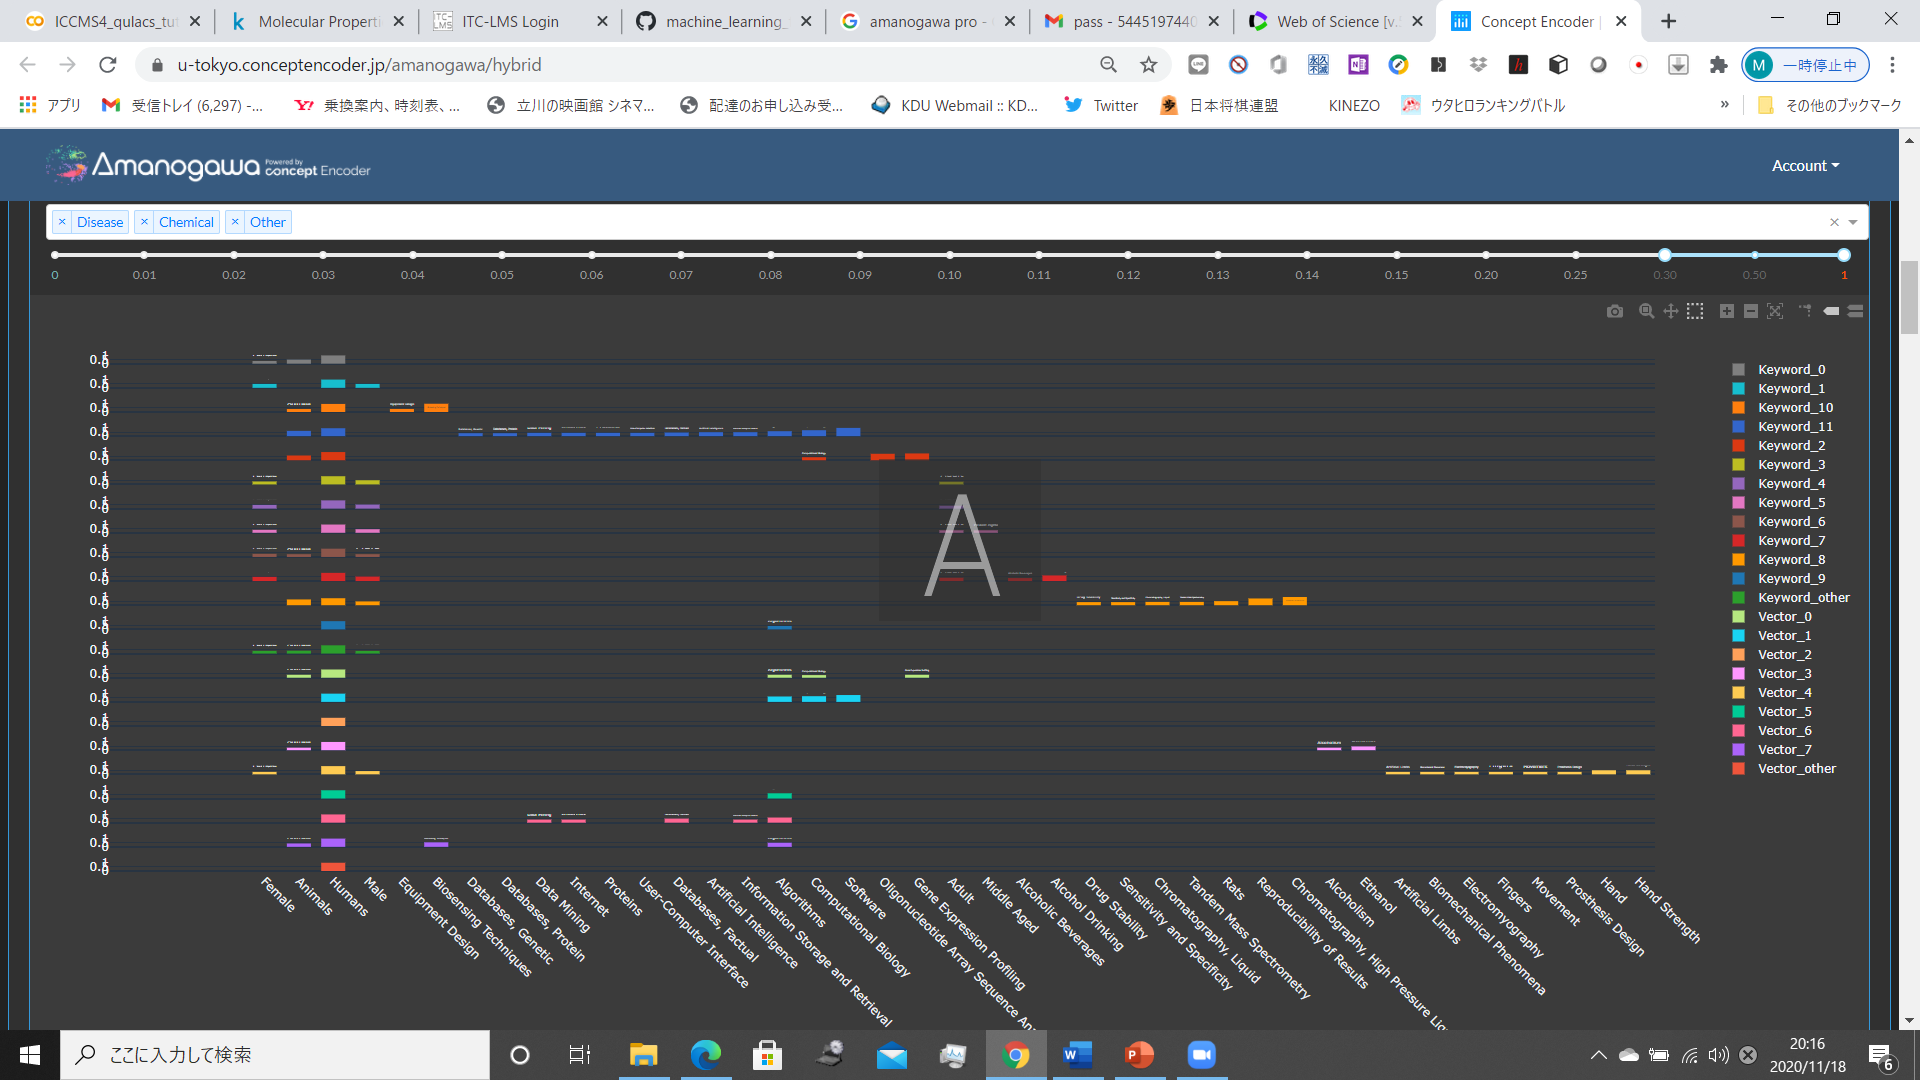 ICCMS4_qulacs_tut
Molecular Properti
ITC-LMS Login
machine_learning_
amanogawa pro -
pass - 5445197440
Web of Science [v.
Concept Encoder |
u-tokyo.conceptencoder.jp/amanogawa/hybrid
M 一時停止中
アプリ
受信トレイ (6,297) -...
乗換案内、時刻表、...
立川の映画館 シネマ...
配達のお申し込み受...
KDU Webmail :: KD...
Twitter
日本将棋連盟
KINEZO
ウタヒロランキングバトル
» その他のブックマーク
Amanogawa Powered by concept Encoder
Account
× Disease × Chemical × Other
0 0.01 0.02 0.03 0.04 0.05 0.06 0.07 0.08 0.09 0.10 0.11 0.12 0.13 0.14 0.15 0.20 0.25 0.30 0.50 1
A
Keyword_0
Keyword_1
Keyword_10
Keyword_11
Keyword_2
Keyword_3
Keyword_4
Keyword_5
Keyword_6
Keyword_7
Keyword_8
Keyword_9
Keyword_other
Vector_0
Vector_1
Vector_2
Vector_3
Vector_4
Vector_5
Vector_6
Vector_7
Vector_other
Female
Animals
Humans
Male
Equipment Design
Biosensing Techniques
Databases, Genetic
Databases, Protein
Data Mining
Internet
Proteins
User-Computer Interface
Databases, Factual
Artificial Intelligence
Information Storage and Retrieval
Algorithms
Computational Biology
Software
Oligonucleotide Array Sequence An
Gene Expression Profiling
Adult
Middle Aged
Alcoholic Beverages
Alcohol Drinking
Drug Stability
Sensitivity and Specificity
Chromatography, Liquid
Tandem Mass Spectrometry
Rats
Reproducibility of Results
Chromatography, High Pressure Liq
Alcoholism
Ethanol
Artificial Limbs
Biomechanical Phenomena
Electromyography
Fingers
Movement
Prosthesis Design
Hand
Hand Strength
ここに入力して検索
20:16
2020/11/18
6